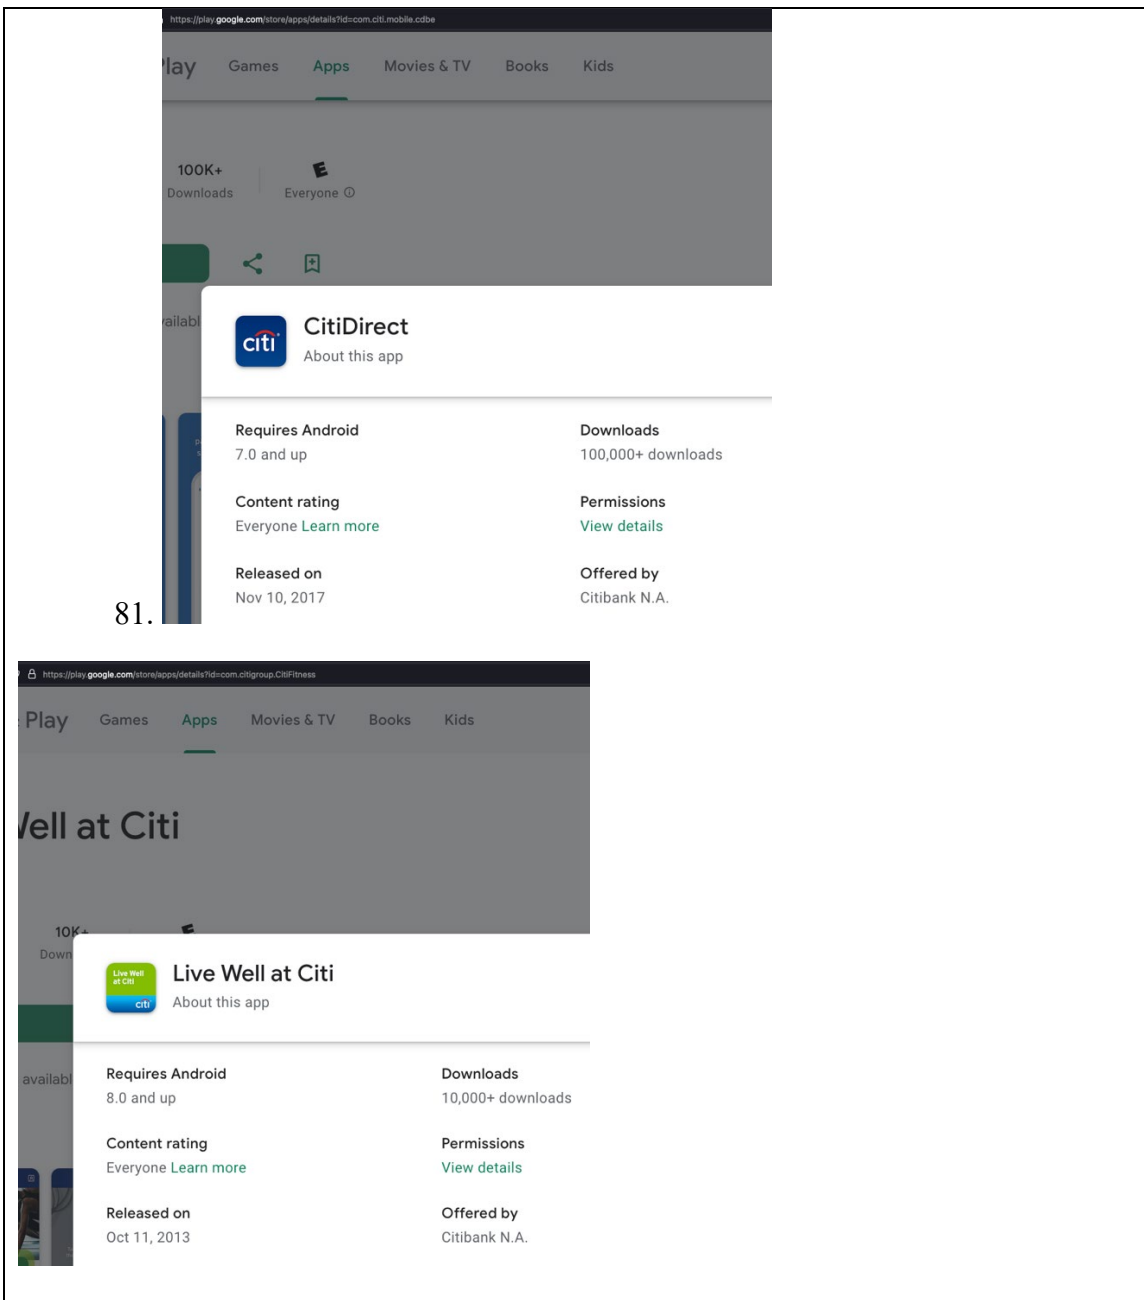 https://play.google.com/store/apps/details?id=com.citi.mobile.cdbe
Play Games Apps Movies & TV Books Kids
100K+
Downloads Everyone
availabl
citi
CitiDirect
About this app
Requires Android Downloads
7.0 and up 100,000+ downloads
Content rating Permissions
Everyone Learn more View details
Released on Offered by
Nov 10, 2017 Citibank N.A.
81.
https://play.google.com/store/apps/details?id=com.citigroup.CitiFitness
Play Games Apps Movies & TV Books Kids
Well at Citi
10K+
Down
Live Well
at Citi
citi
Live Well at Citi
About this app
availabl
Requires Android Downloads
8.0 and up 10,000+ downloads
Content rating Permissions
Everyone Learn more View details
Released on Offered by
Oct 11, 2013 Citibank N.A.